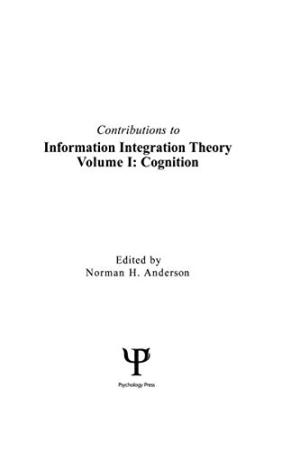 Contributions to
Information Integration Theory
Volume I: Cognition
Edited by
Norman H. Anderson
Psychology Press